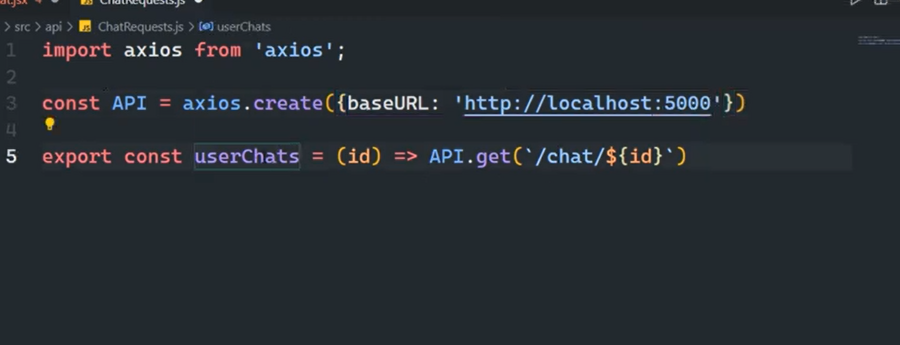 at.jsx 4 ChatRequests.js
> src > api > ChatRequests.js > userChats
1 import axios from 'axios';
2
3 const API = axios.create({baseURL: 'http://localhost:5000'})
4
5 export const userChats = (id) => API.get(`/chat/${id}`)